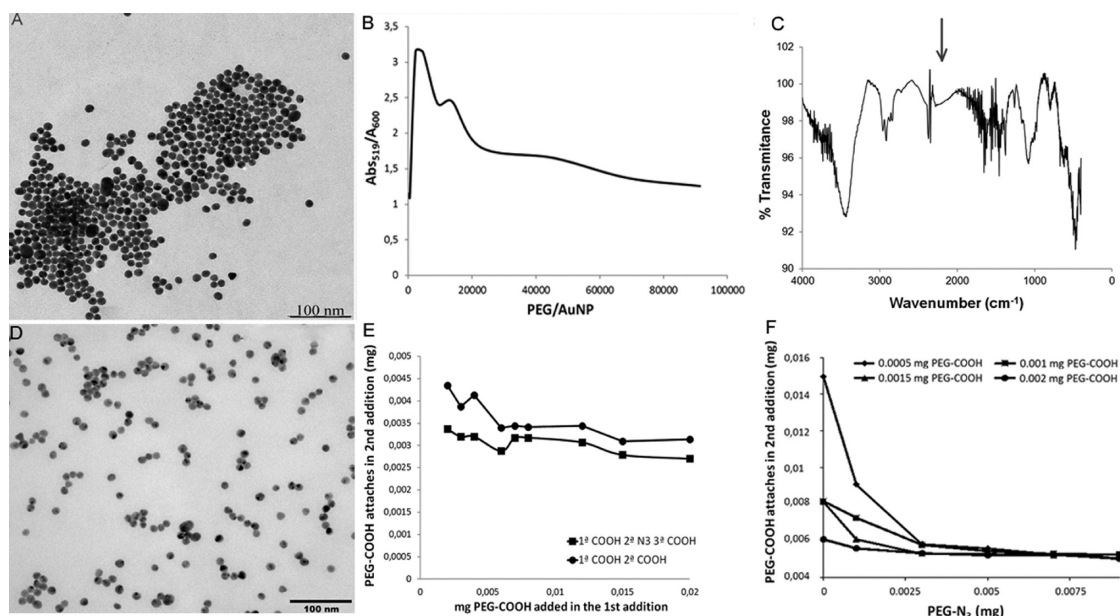 A
100 nm
B
Abs519/A600
3,5
3
2,5
2
1,5
1
0,5
0
0
20000
40000
60000
80000
100000
PEG/AuNP
C
% Transmitance
102
100
98
96
94
92
90
4000
3000
2000
1000
0
Wavenumber (cm-1)
D
100 nm
E
PEG-COOH attaches in 2nd addition (mg)
0,005
0,0045
0,004
0,0035
0,003
0,0025
0,002
0,0015
0,001
0,0005
0
1ª COOH 2ª N3 3ª COOH
1ª COOH 2ª COOH
0
0,005
0,01
0,015
0,02
mg PEG-COOH added in the 1st addition
F
PEG-COOH attaches in 2nd addition (mg)
0,016
0,014
0,012
0,01
0,008
0,006
0,004
0.0005 mg PEG-COOH
0.001 mg PEG-COOH
0.0015 mg PEG-COOH
0.002 mg PEG-COOH
0
0.0025
0.005
0.0075
PEG-N3 (mg)